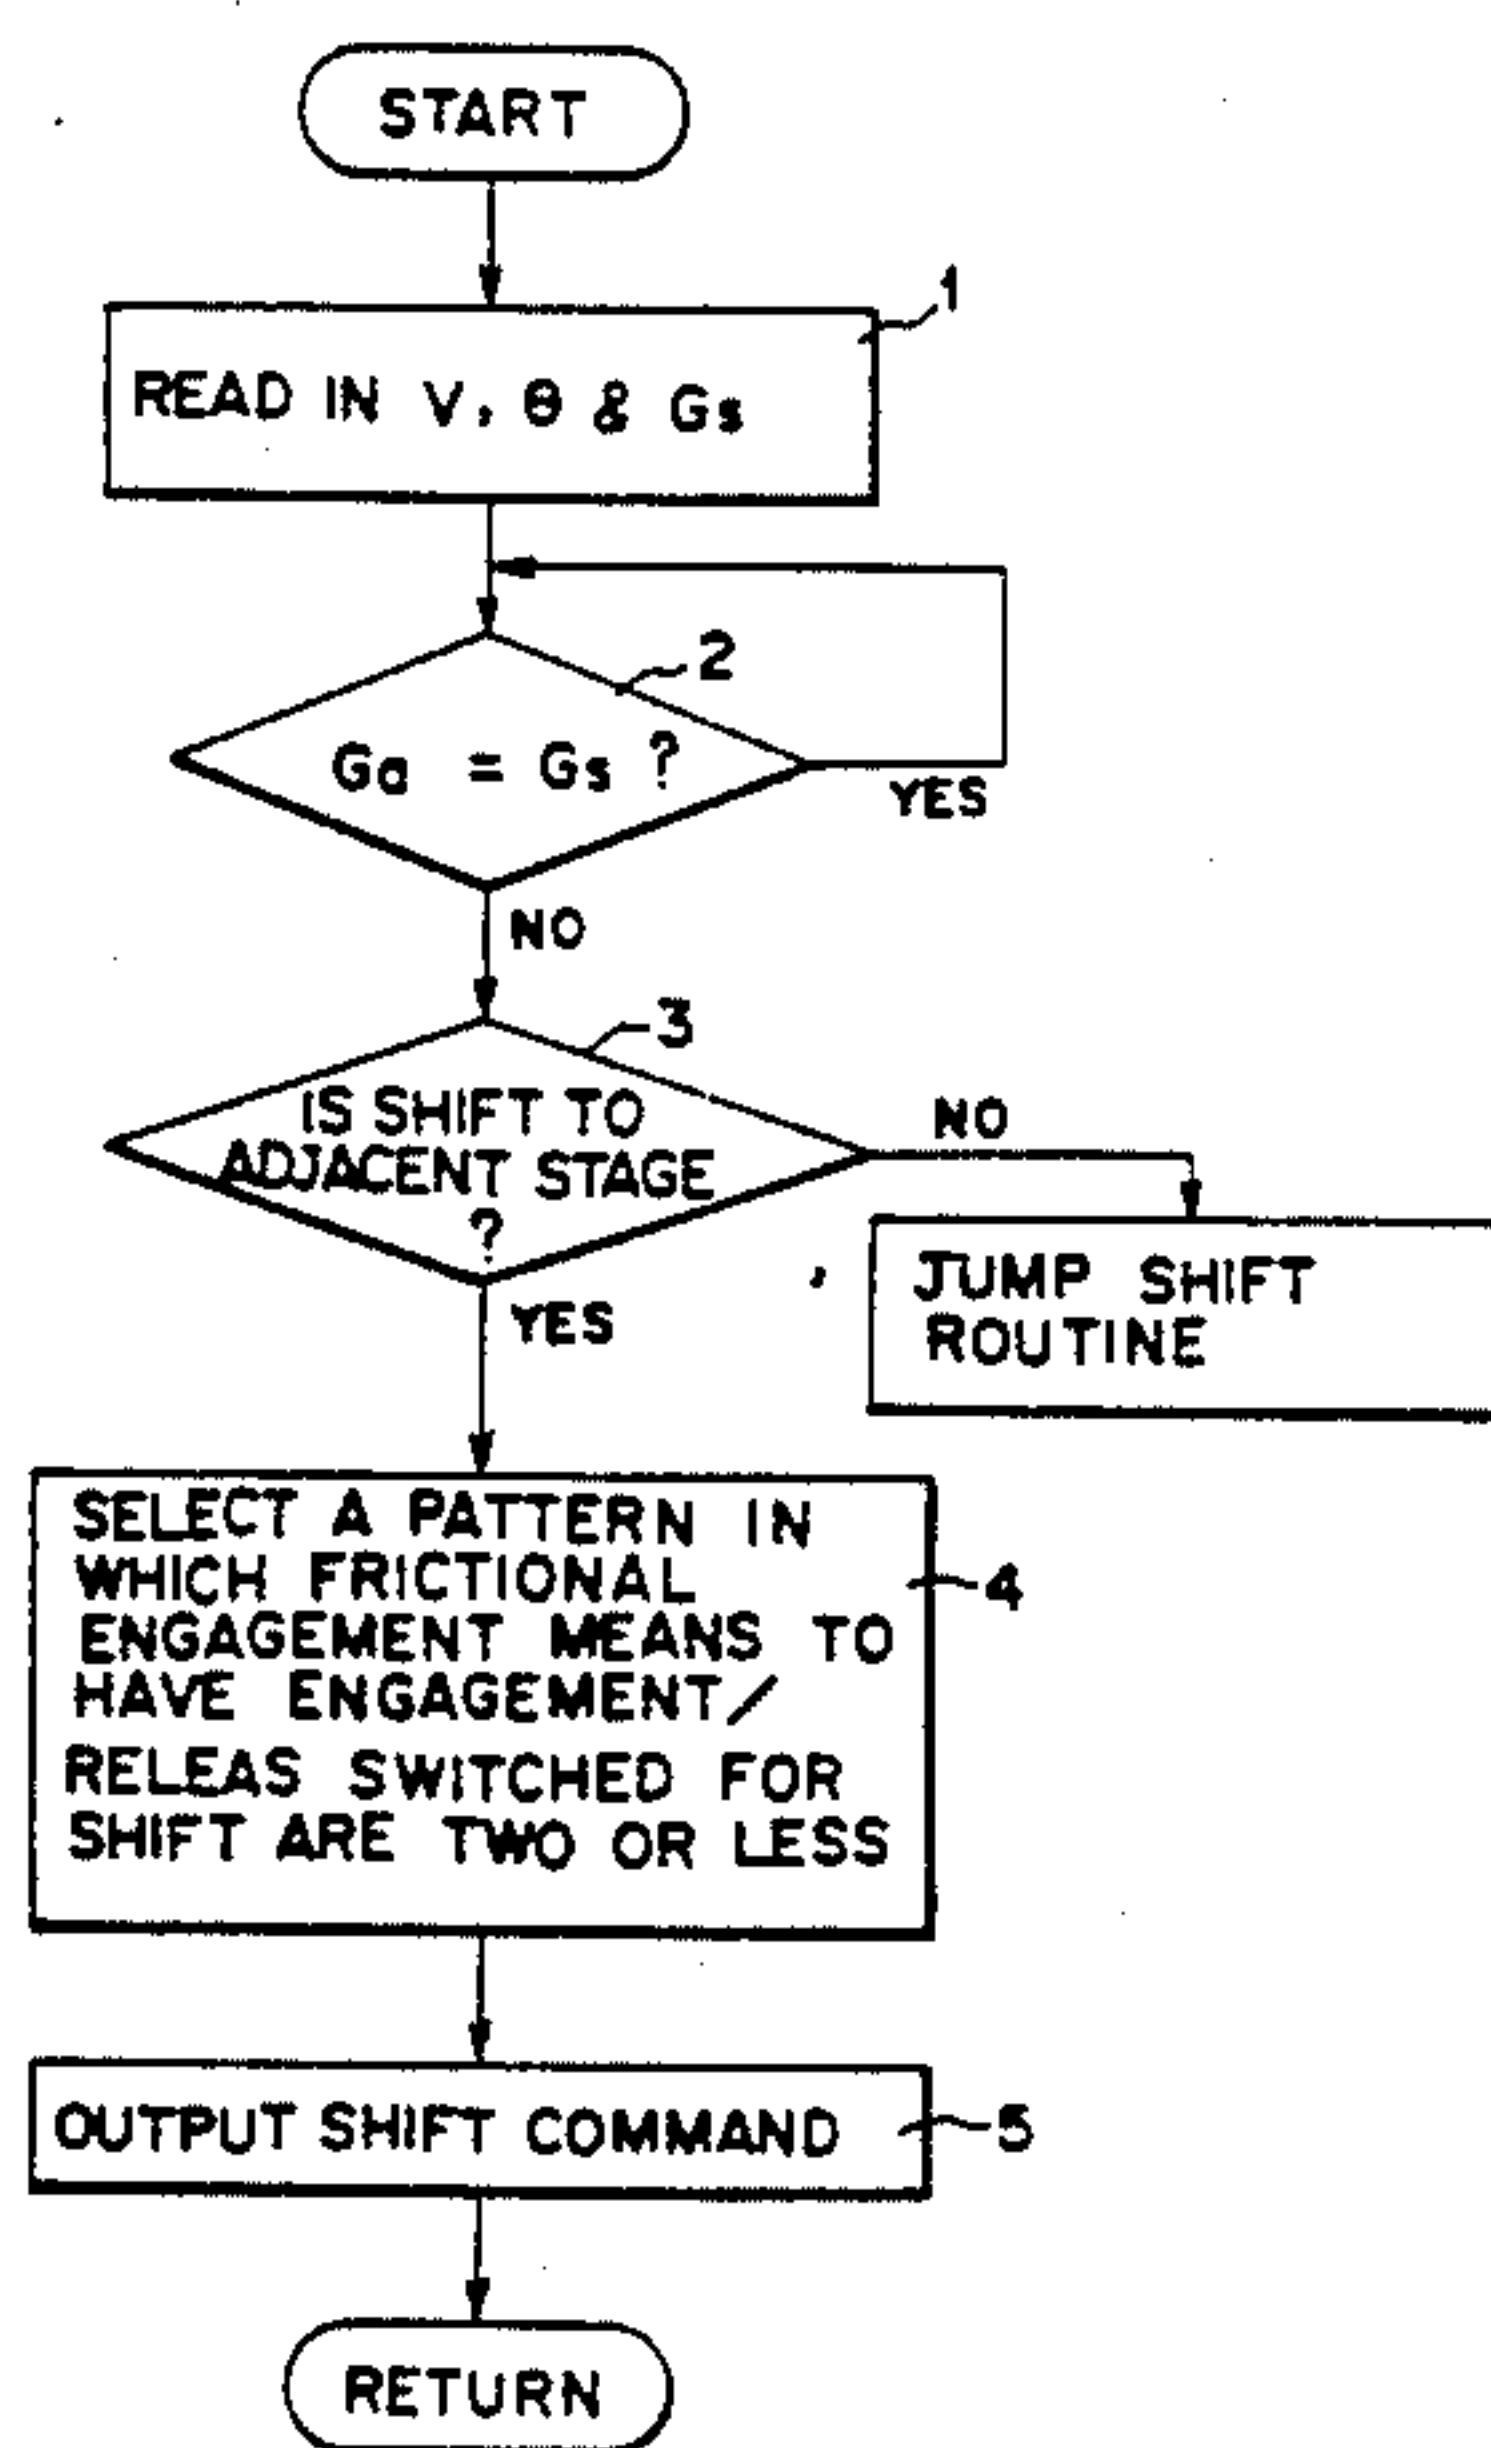 START
1
READ IN V, θ & Gs
2
Ga = Gs ?
YES
NO
3
IS SHIFT TO
ADJACENT STAGE
?
NO
YES
JUMP SHIFT
ROUTINE
SELECT A PATTERN IN
WHICH FRICTIONAL
ENGAGEMENT MEANS TO
HAVE ENGAGEMENT/
RELEAS SWITCHED FOR
SHIFT ARE TWO OR LESS
4
OUTPUT SHIFT COMMAND
5
RETURN